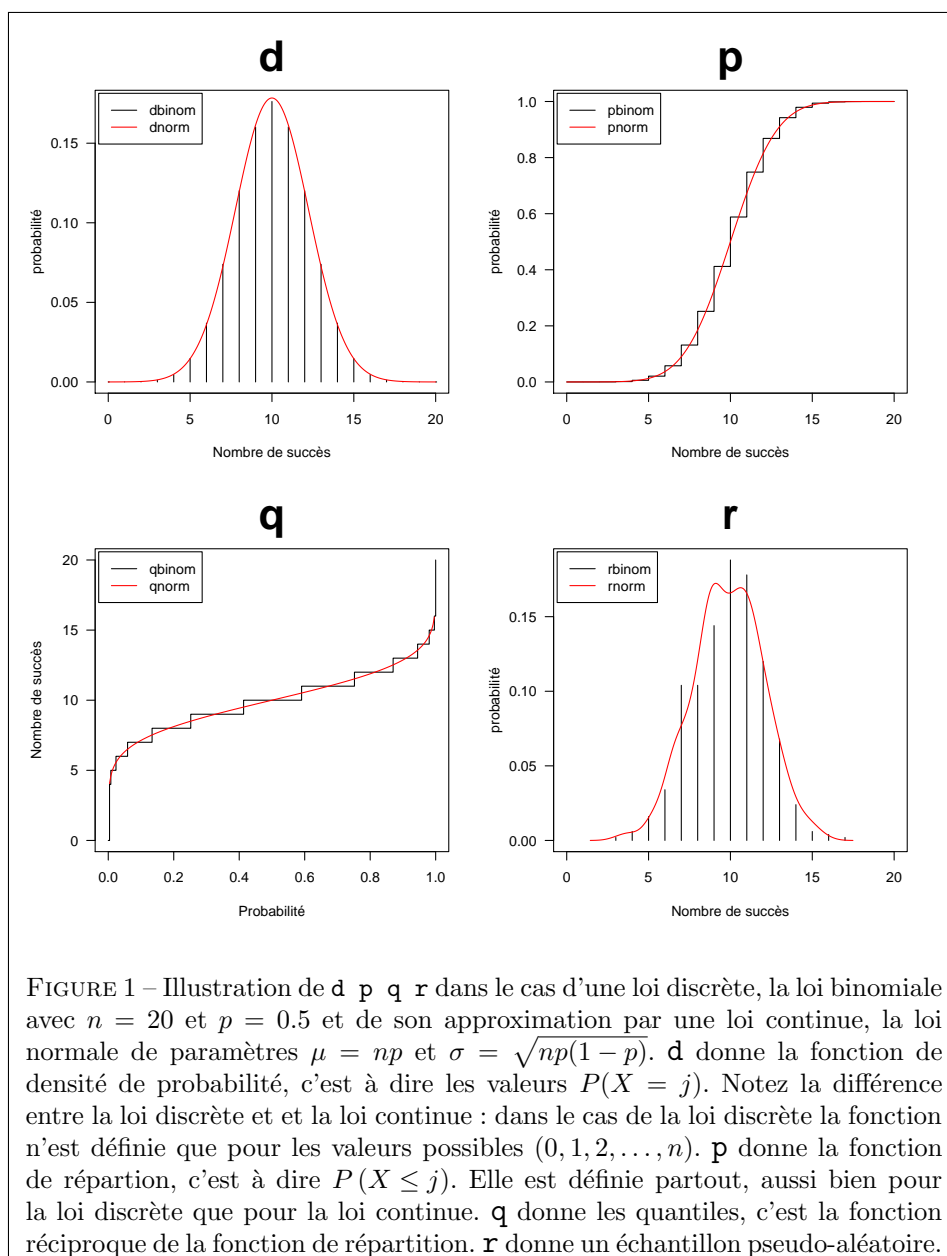 d
dbinom
dnorm
probabilité
0.15
0.10
0.05
0.00
0 5 10 15 20
Nombre de succès
p
pbinom
pnorm
probabilité
1.0
0.8
0.6
0.4
0.2
0.0
0 5 10 15 20
Nombre de succès
q
qbinom
qnorm
Nombre de succès
20
15
10
5
0
0.0 0.2 0.4 0.6 0.8 1.0
Probabilité
r
rbinom
rnorm
probabilité
0.15
0.10
0.05
0.00
0 5 10 15 20
Nombre de succès
FIGURE 1 – Illustration de d p q r dans le cas d'une loi discrète, la loi binomiale
avec n = 20 et p = 0.5 et de son approximation par une loi continue, la loi
normale de paramètres μ = np et σ = √np(1 − p). d donne la fonction de
densité de probabilité, c'est à dire les valeurs P(X = j). Notez la différence
entre la loi discrète et et la loi continue : dans le cas de la loi discrète la fonction
n'est définie que pour les valeurs possibles (0, 1, 2, . . . , n). p donne la fonction
de répartion, c'est à dire P (X ≤ j). Elle est définie partout, aussi bien pour
la loi discrète que pour la loi continue. q donne les quantiles, c'est la fonction
réciproque de la fonction de répartition. r donne un échantillon pseudo-aléatoire.